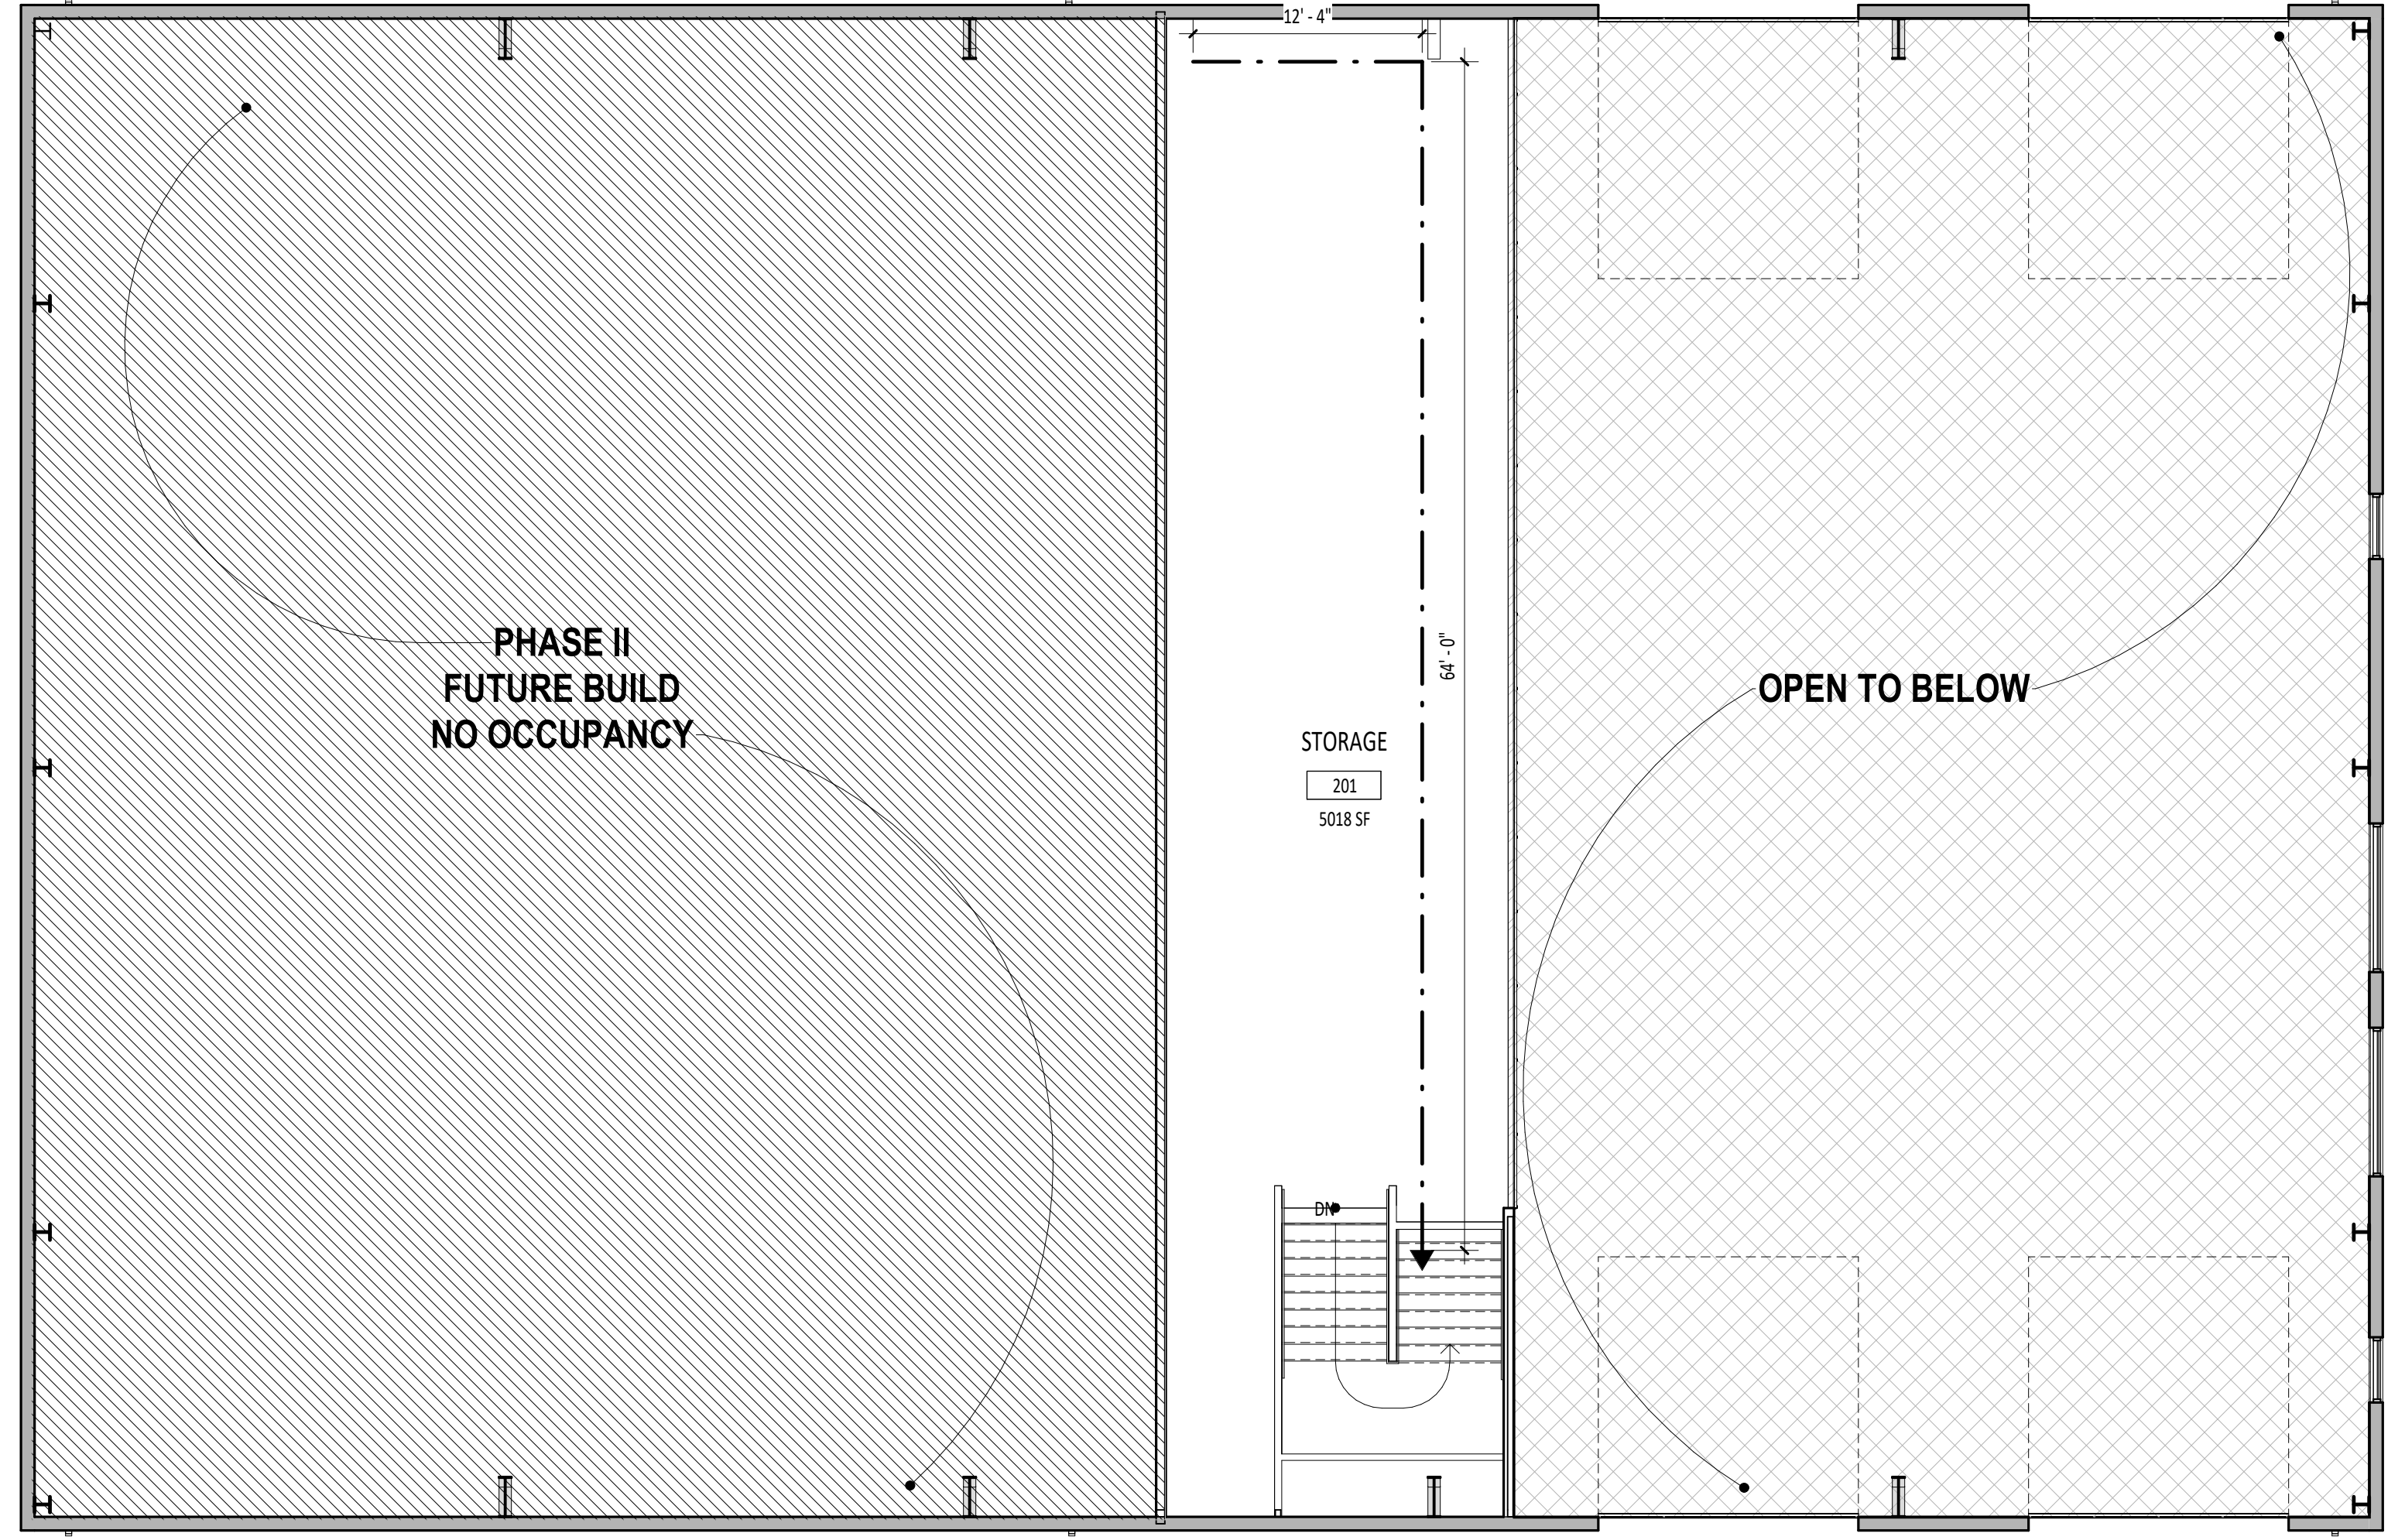 12' - 4"
PHASE II
FUTURE BUILD
NO OCCUPANCY
64' - 0"
OPEN TO BELOW
STORAGE
201
5018 SF
DN